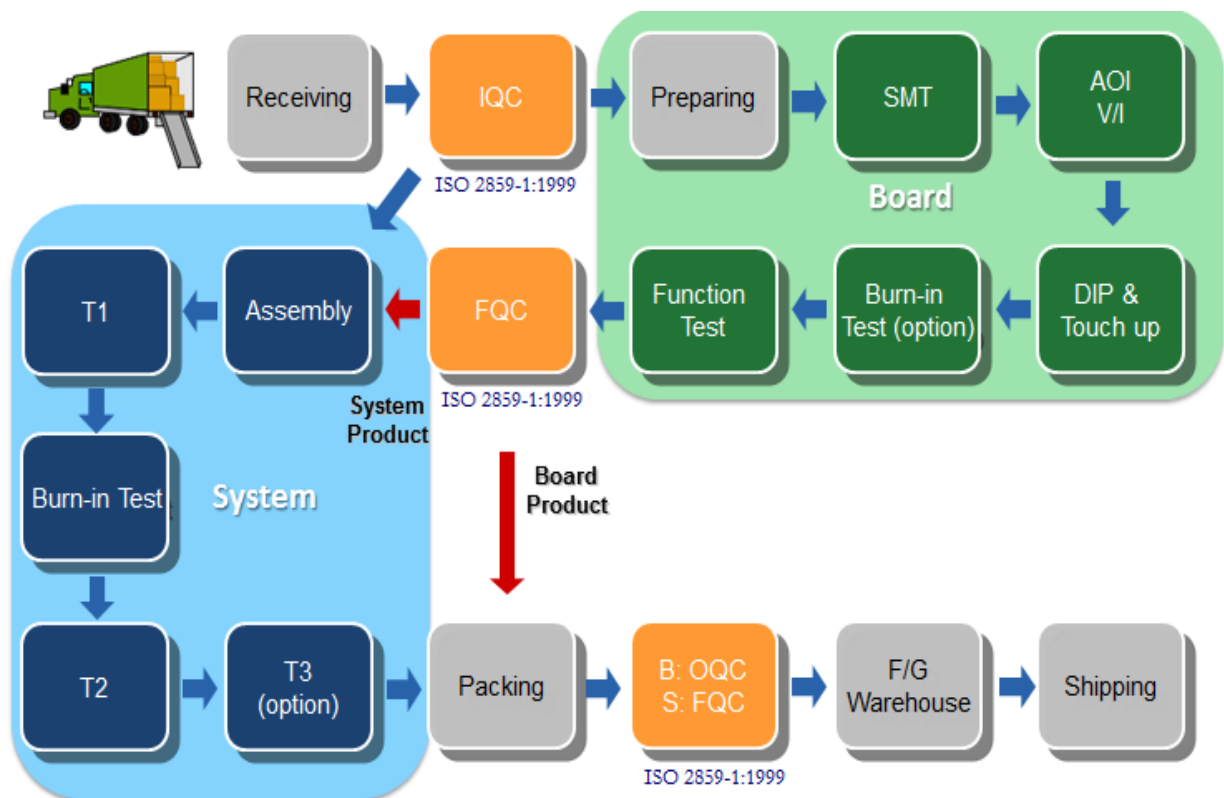 Receiving
IQC
ISO 2859-1:1999
Preparing
SMT
AOI
V/I
Board
T1
Assembly
FQC
ISO 2859-1:1999
Function
Test
Burn-in
Test (option)
DIP &
Touch up
System
Product
Burn-in Test
System
Board
Product
T2
T3
(option)
Packing
B: OQC
S: FQC
ISO 2859-1:1999
F/G
Warehouse
Shipping